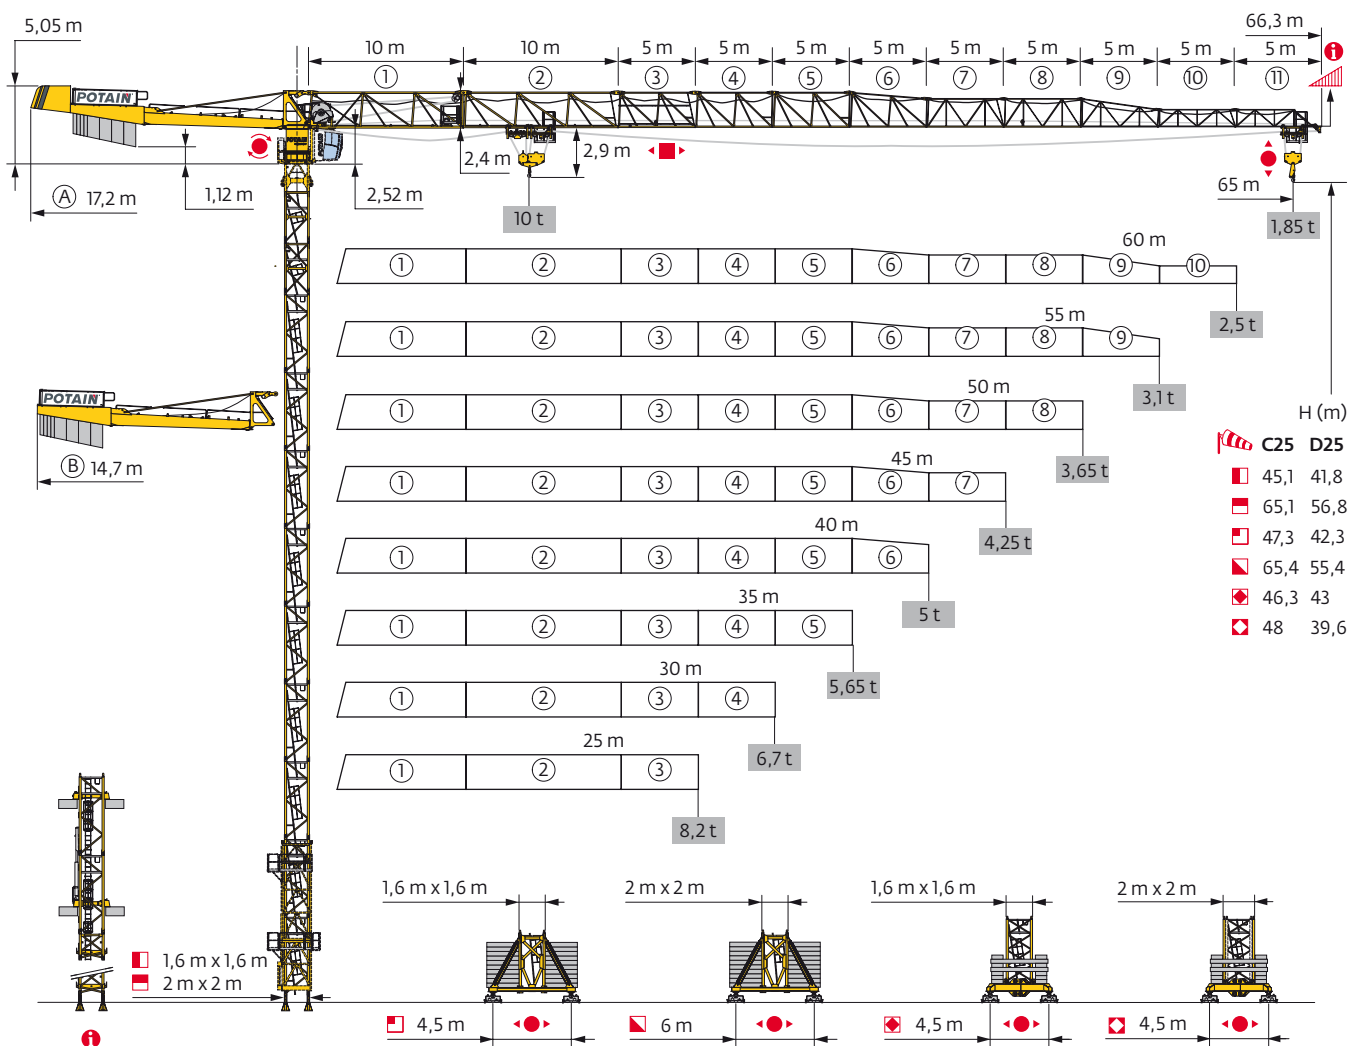 5,05 m
66,3 m
10 m 10 m 5 m 5 m 5 m 5 m 5 m 5 m 5 m 5 m 5 m
i
1 2 3 4 5 6 7 8 9 10 11
POTAIN
POTAIN
2,4 m
2,9 m
A 17,2 m
1,12 m
2,52 m
65 m
10 t
1,85 t
60 m
1 2 3 4 5 6 7 8 9 10
2,5 t
55 m
1 2 3 4 5 6 7 8 9
3,1 t
POTAIN
B 14,7 m
50 m
1 2 3 4 5 6 7 8
3,65 t
H (m)
C25 D25
45,1 41,8
65,1 56,8
47,3 42,3
65,4 55,4
46,3 43
48 39,6
45 m
1 2 3 4 5 6 7
4,25 t
40 m
1 2 3 4 5 6
5 t
35 m
1 2 3 4 5
5,65 t
30 m
1 2 3 4
6,7 t
25 m
1 2 3
8,2 t
1,6 m x 1,6 m
2 m x 2 m
1,6 m x 1,6 m
2 m x 2 m
1,6 m x 1,6 m
2 m x 2 m
i
4,5 m
6 m
4,5 m
4,5 m